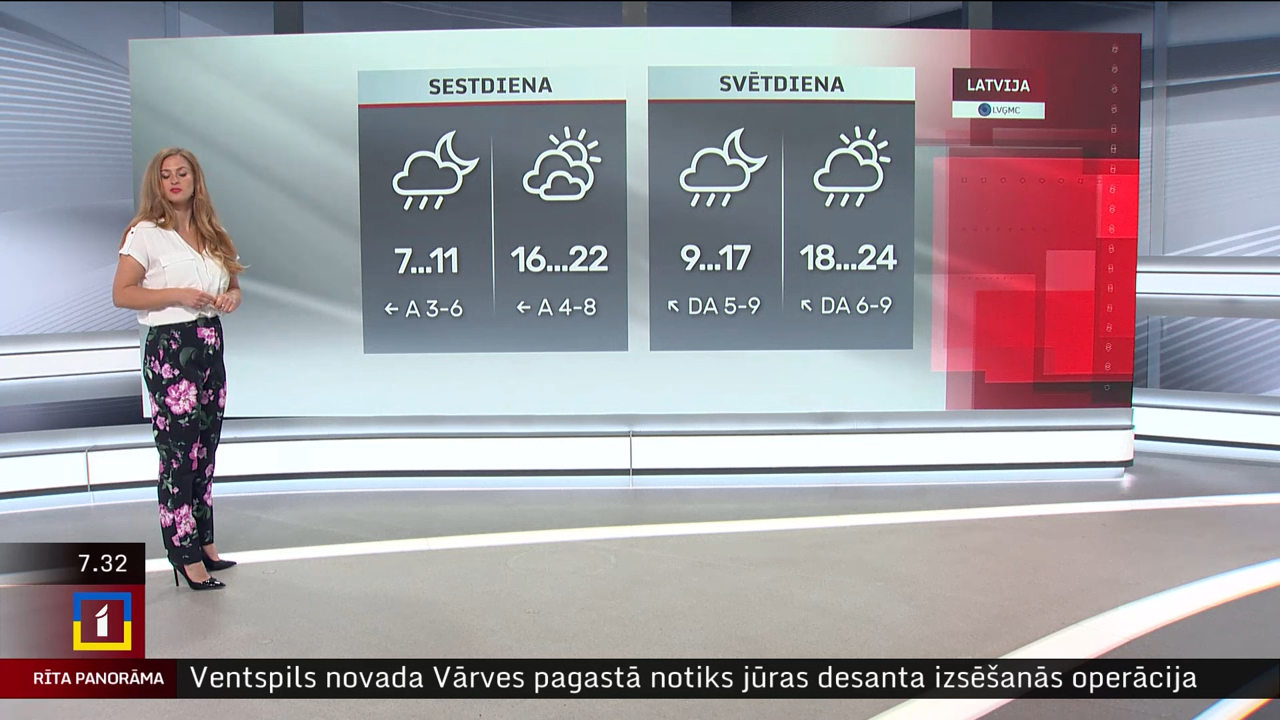 SESTDIENA
7...11
16...22
← A 3-6
← A 4-8
SVĒTDIENA
9...17
18...24
↖ DA 5-9
↖ DA 6-9
LATVIJA
LVĢMC
7.32
1
RĪTA PANORĀMA
Ventspils novada Vārves pagastā notiks jūras desanta izsēšanās operācija